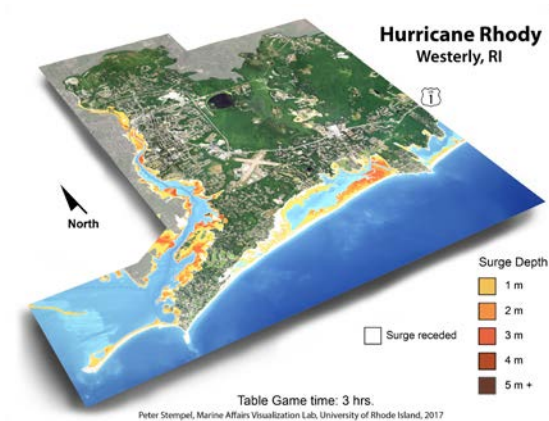 Hurricane Rhody
Westerly, RI
US
1
North
Surge Depth
1 m
2 m
Surge receded
3 m
4 m
5 m +
Table Game time: 3 hrs.
Peter Stempel, Marine Affairs Visualization Lab, University of Rhode Island, 2017